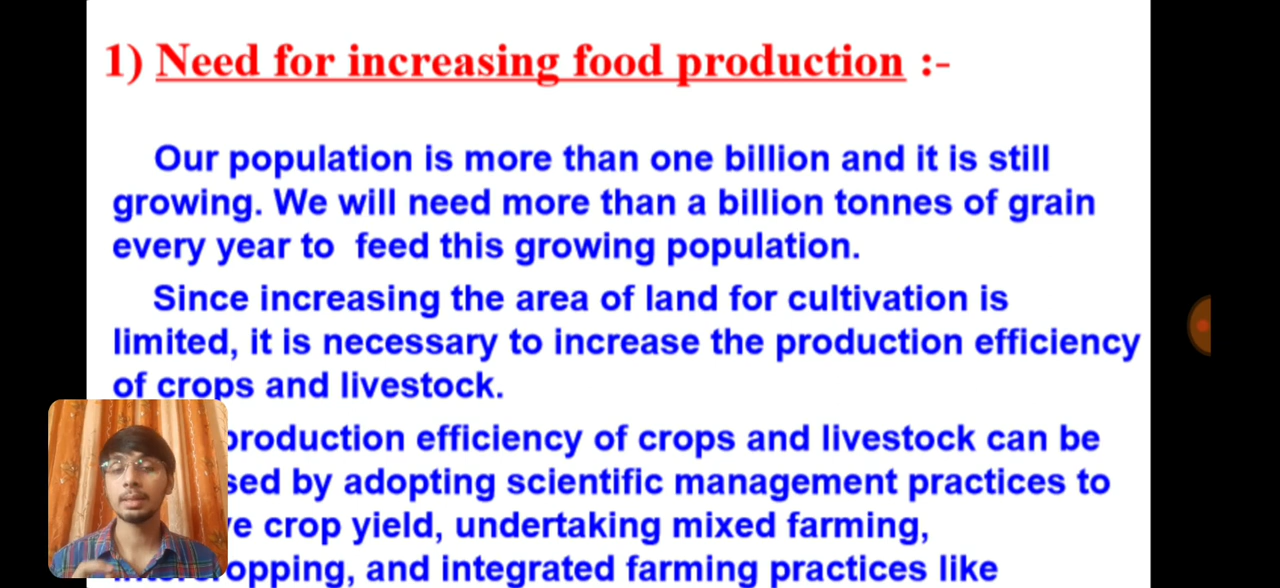 1) Need for increasing food production :-
Our population is more than one billion and it is still
growing. We will need more than a billion tonnes of grain
every year to feed this growing population.
Since increasing the area of land for cultivation is
limited, it is necessary to increase the production efficiency
of crops and livestock.
production efficiency of crops and livestock can be
by adopting scientific management practices to
crop yield, undertaking mixed farming,
and integrated farming practices like